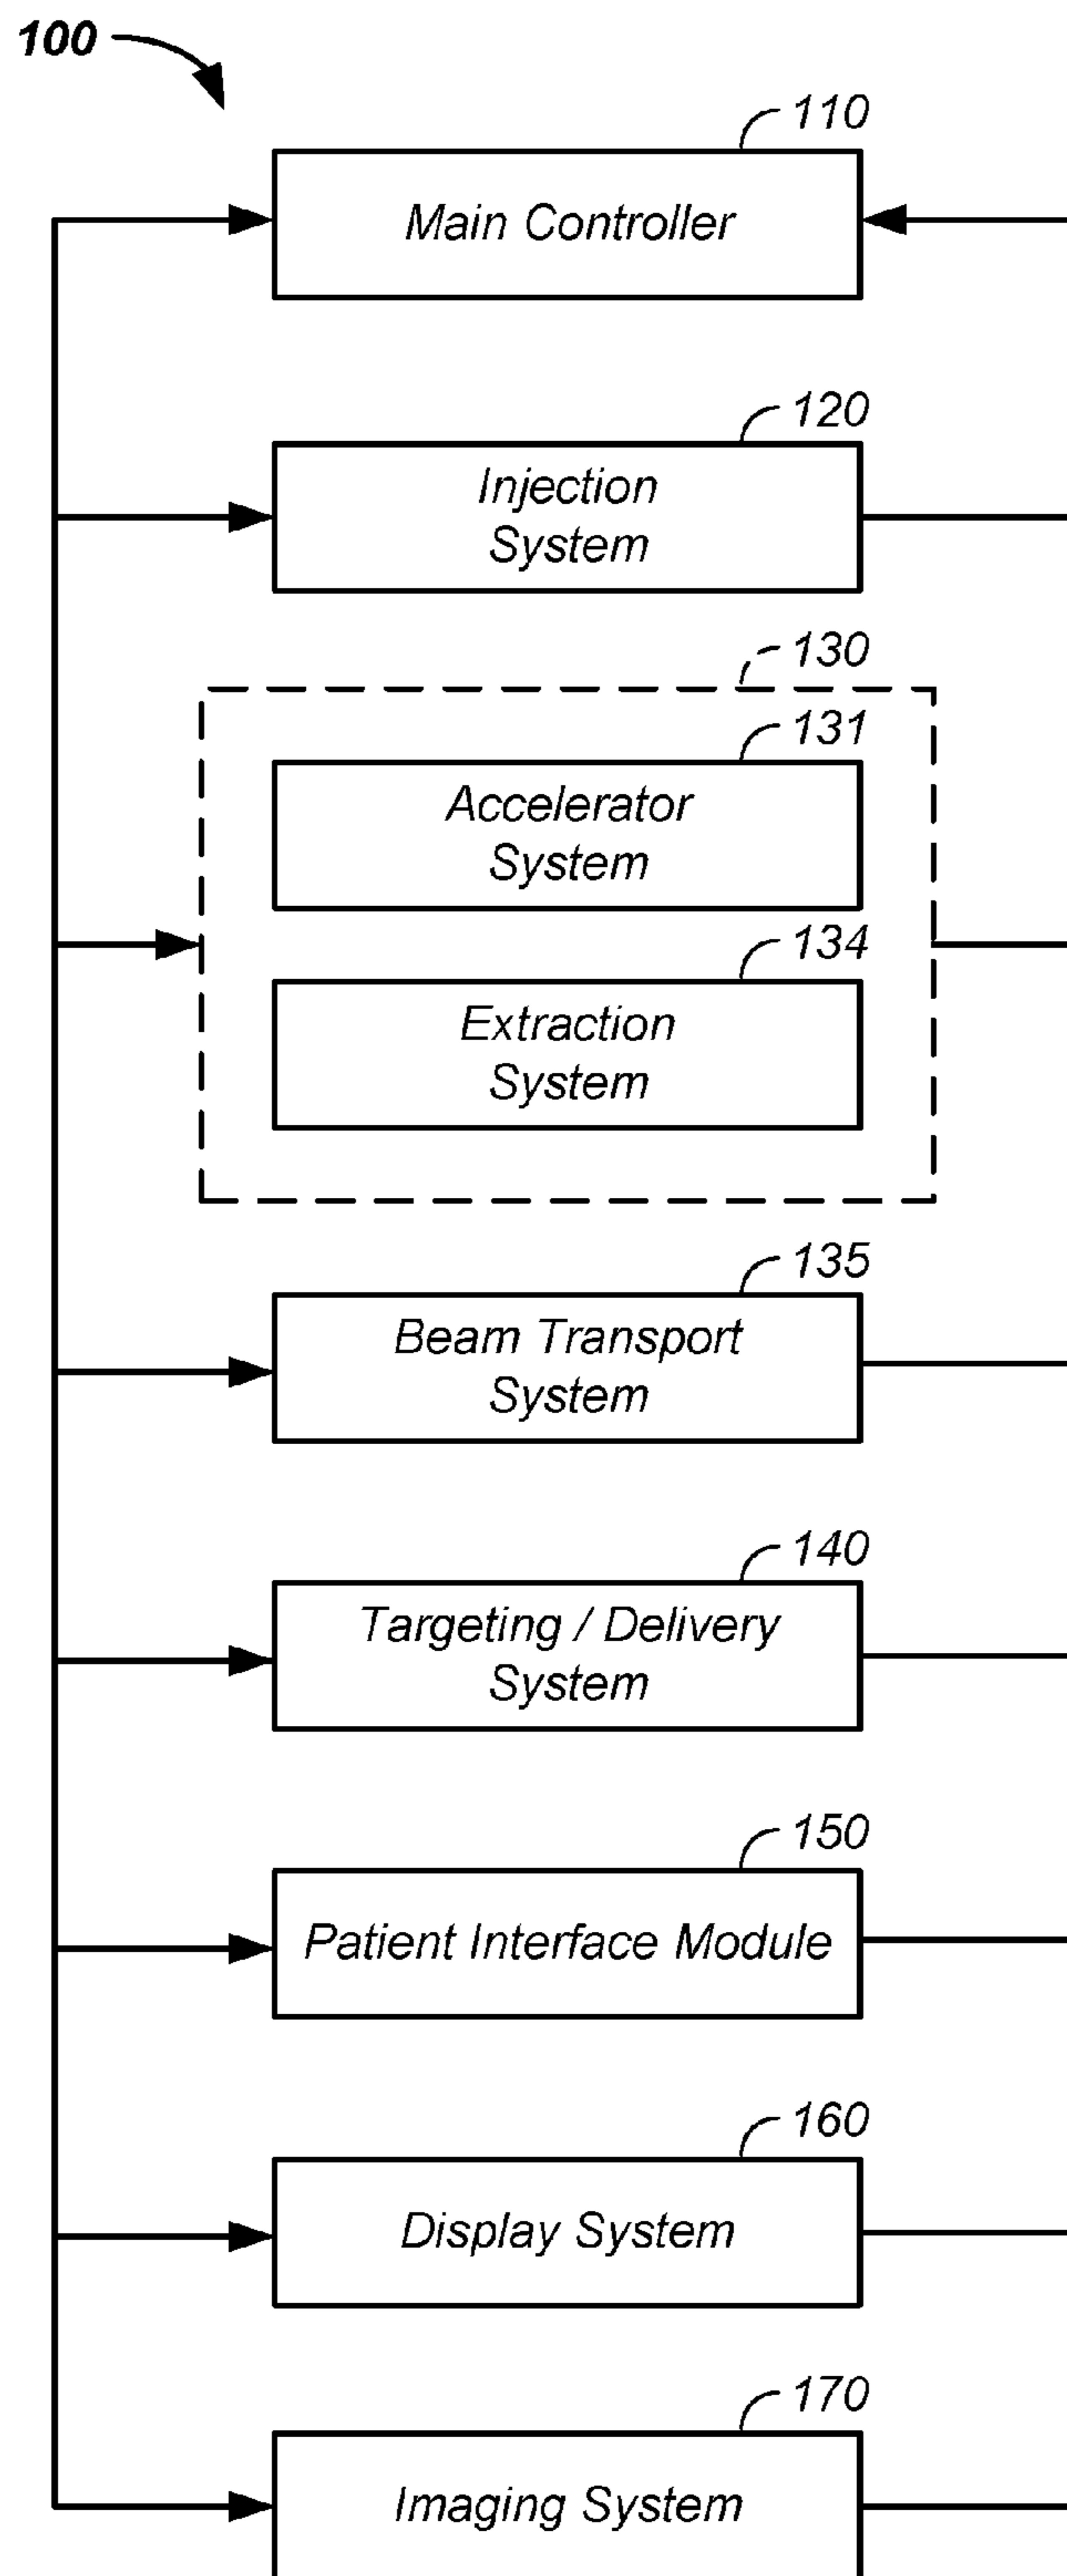 100
110
Main Controller
120
Injection
System
130
131
Accelerator
System
134
Extraction
System
135
Beam Transport
System
140
Targeting / Delivery
System
150
Patient Interface Module
160
Display System
170
Imaging System